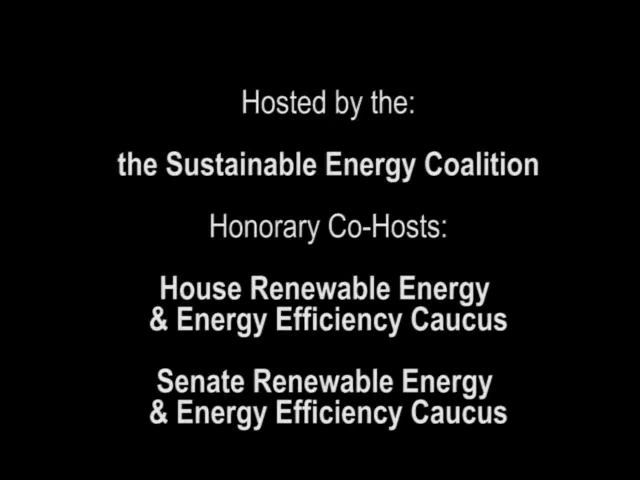 Hosted by the:
the Sustainable Energy Coalition
Honorary Co-Hosts:
House Renewable Energy
& Energy Efficiency Caucus
Senate Renewable Energy
& Energy Efficiency Caucus